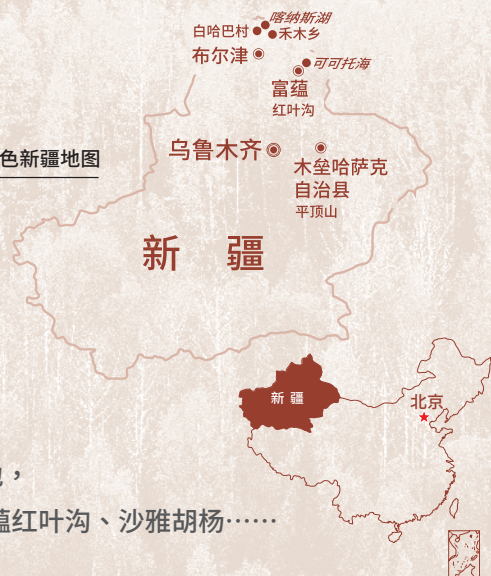 喀纳斯湖
白哈巴村
禾木乡
布尔津
可可托海
富蕴
红叶沟
色新疆地图
乌鲁木齐
木垒哈萨克
自治县
平顶山
新 疆
新 疆
北京
，
蕴红叶沟、沙雅胡杨……